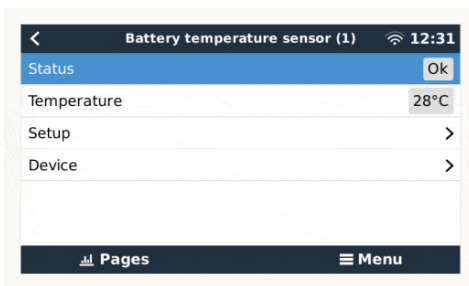 Battery temperature sensor (1) 12:31
Status Ok
Temperature 28°C
Setup
Device
Pages Menu